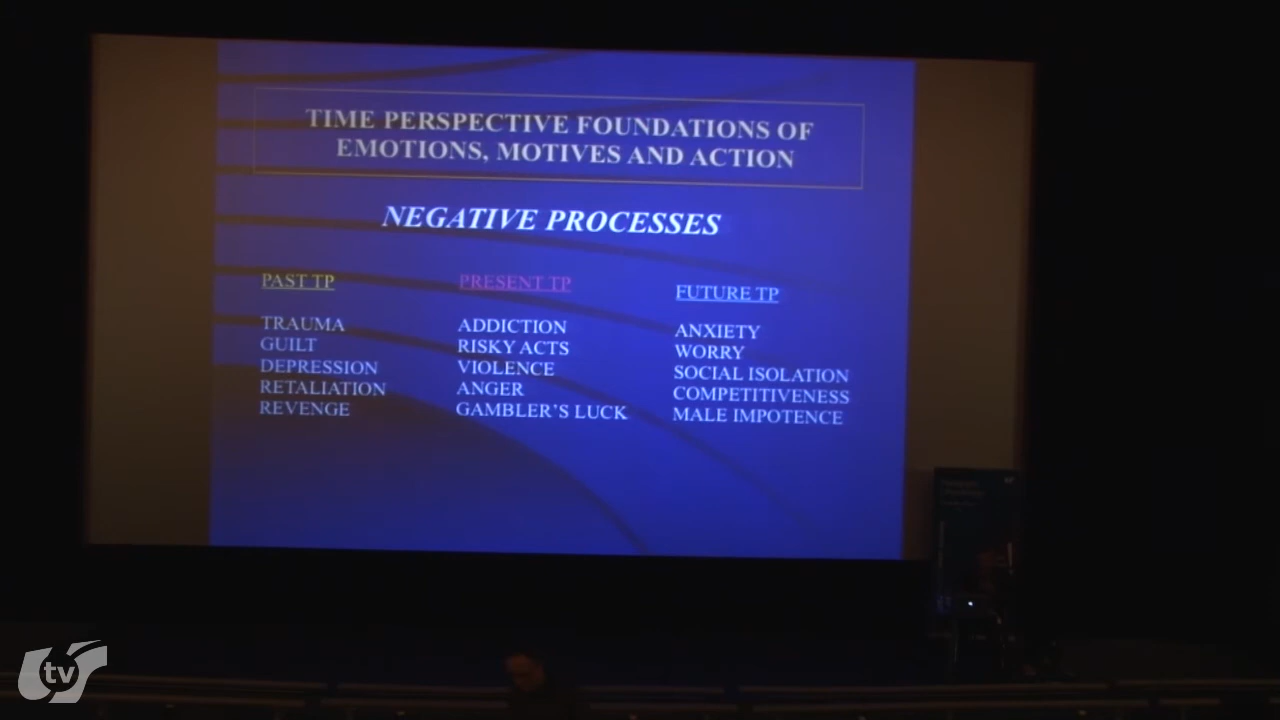 TIME PERSPECTIVE FOUNDATIONS OF
EMOTIONS, MOTIVES AND ACTION
NEGATIVE PROCESSES
PAST TP
TRAUMA
GUILT
DEPRESSION
RETALIATION
REVENGE
PRESENT TP
ADDICTION
RISKY ACTS
VIOLENCE
ANGER
GAMBLER'S LUCK
FUTURE TP
ANXIETY
WORRY
SOCIAL ISOLATION
COMPETITIVENESS
MALE IMPOTENCE
tv